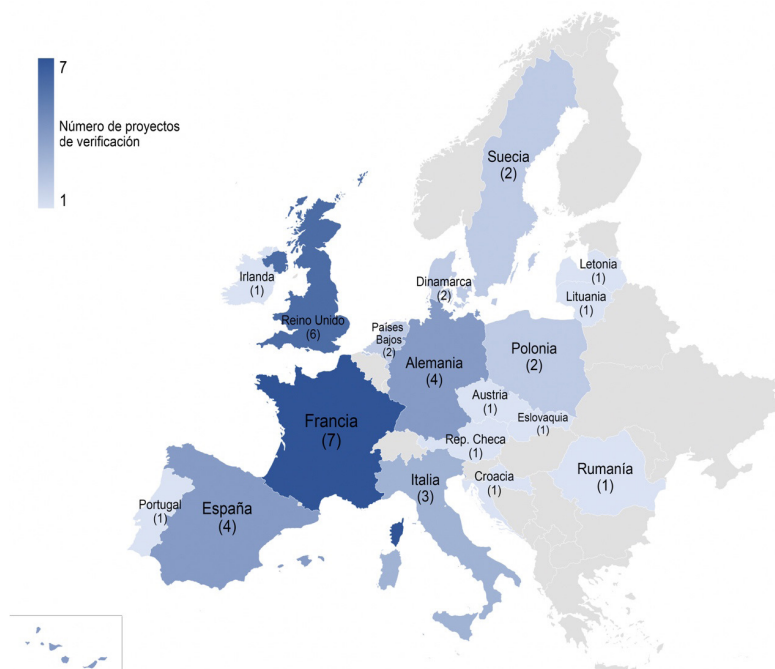 7
Número de proyectos
de verificación
1
Suecia
(2)
Letonia
(1)
Lituania
(1)
Irlanda
(1)
Dinamarca
(2)
Reino Unido
(6)
Países
Bajos
(2)
Alemania
(4)
Polonia
(2)
Austria
(1)
Eslovaquia
(1)
Rep. Checa
(1)
Francia
(7)
Italia
(3)
Croacia
(1)
Rumanía
(1)
Portugal
(1)
España
(4)